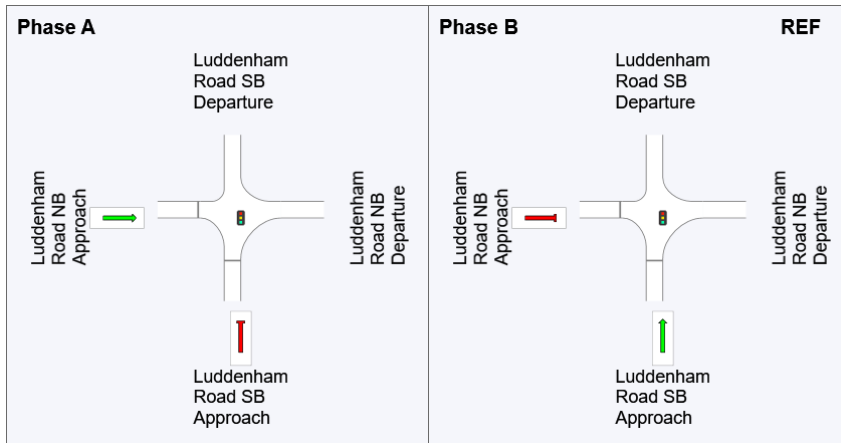 Phase A
Luddenham
Road SB
Departure
Luddenham
Road NB
Approach
Luddenham
Road NB
Departure
Luddenham
Road SB
Approach
Phase B
REF
Luddenham
Road SB
Departure
Luddenham
Road NB
Approach
Luddenham
Road NB
Departure
Luddenham
Road SB
Approach